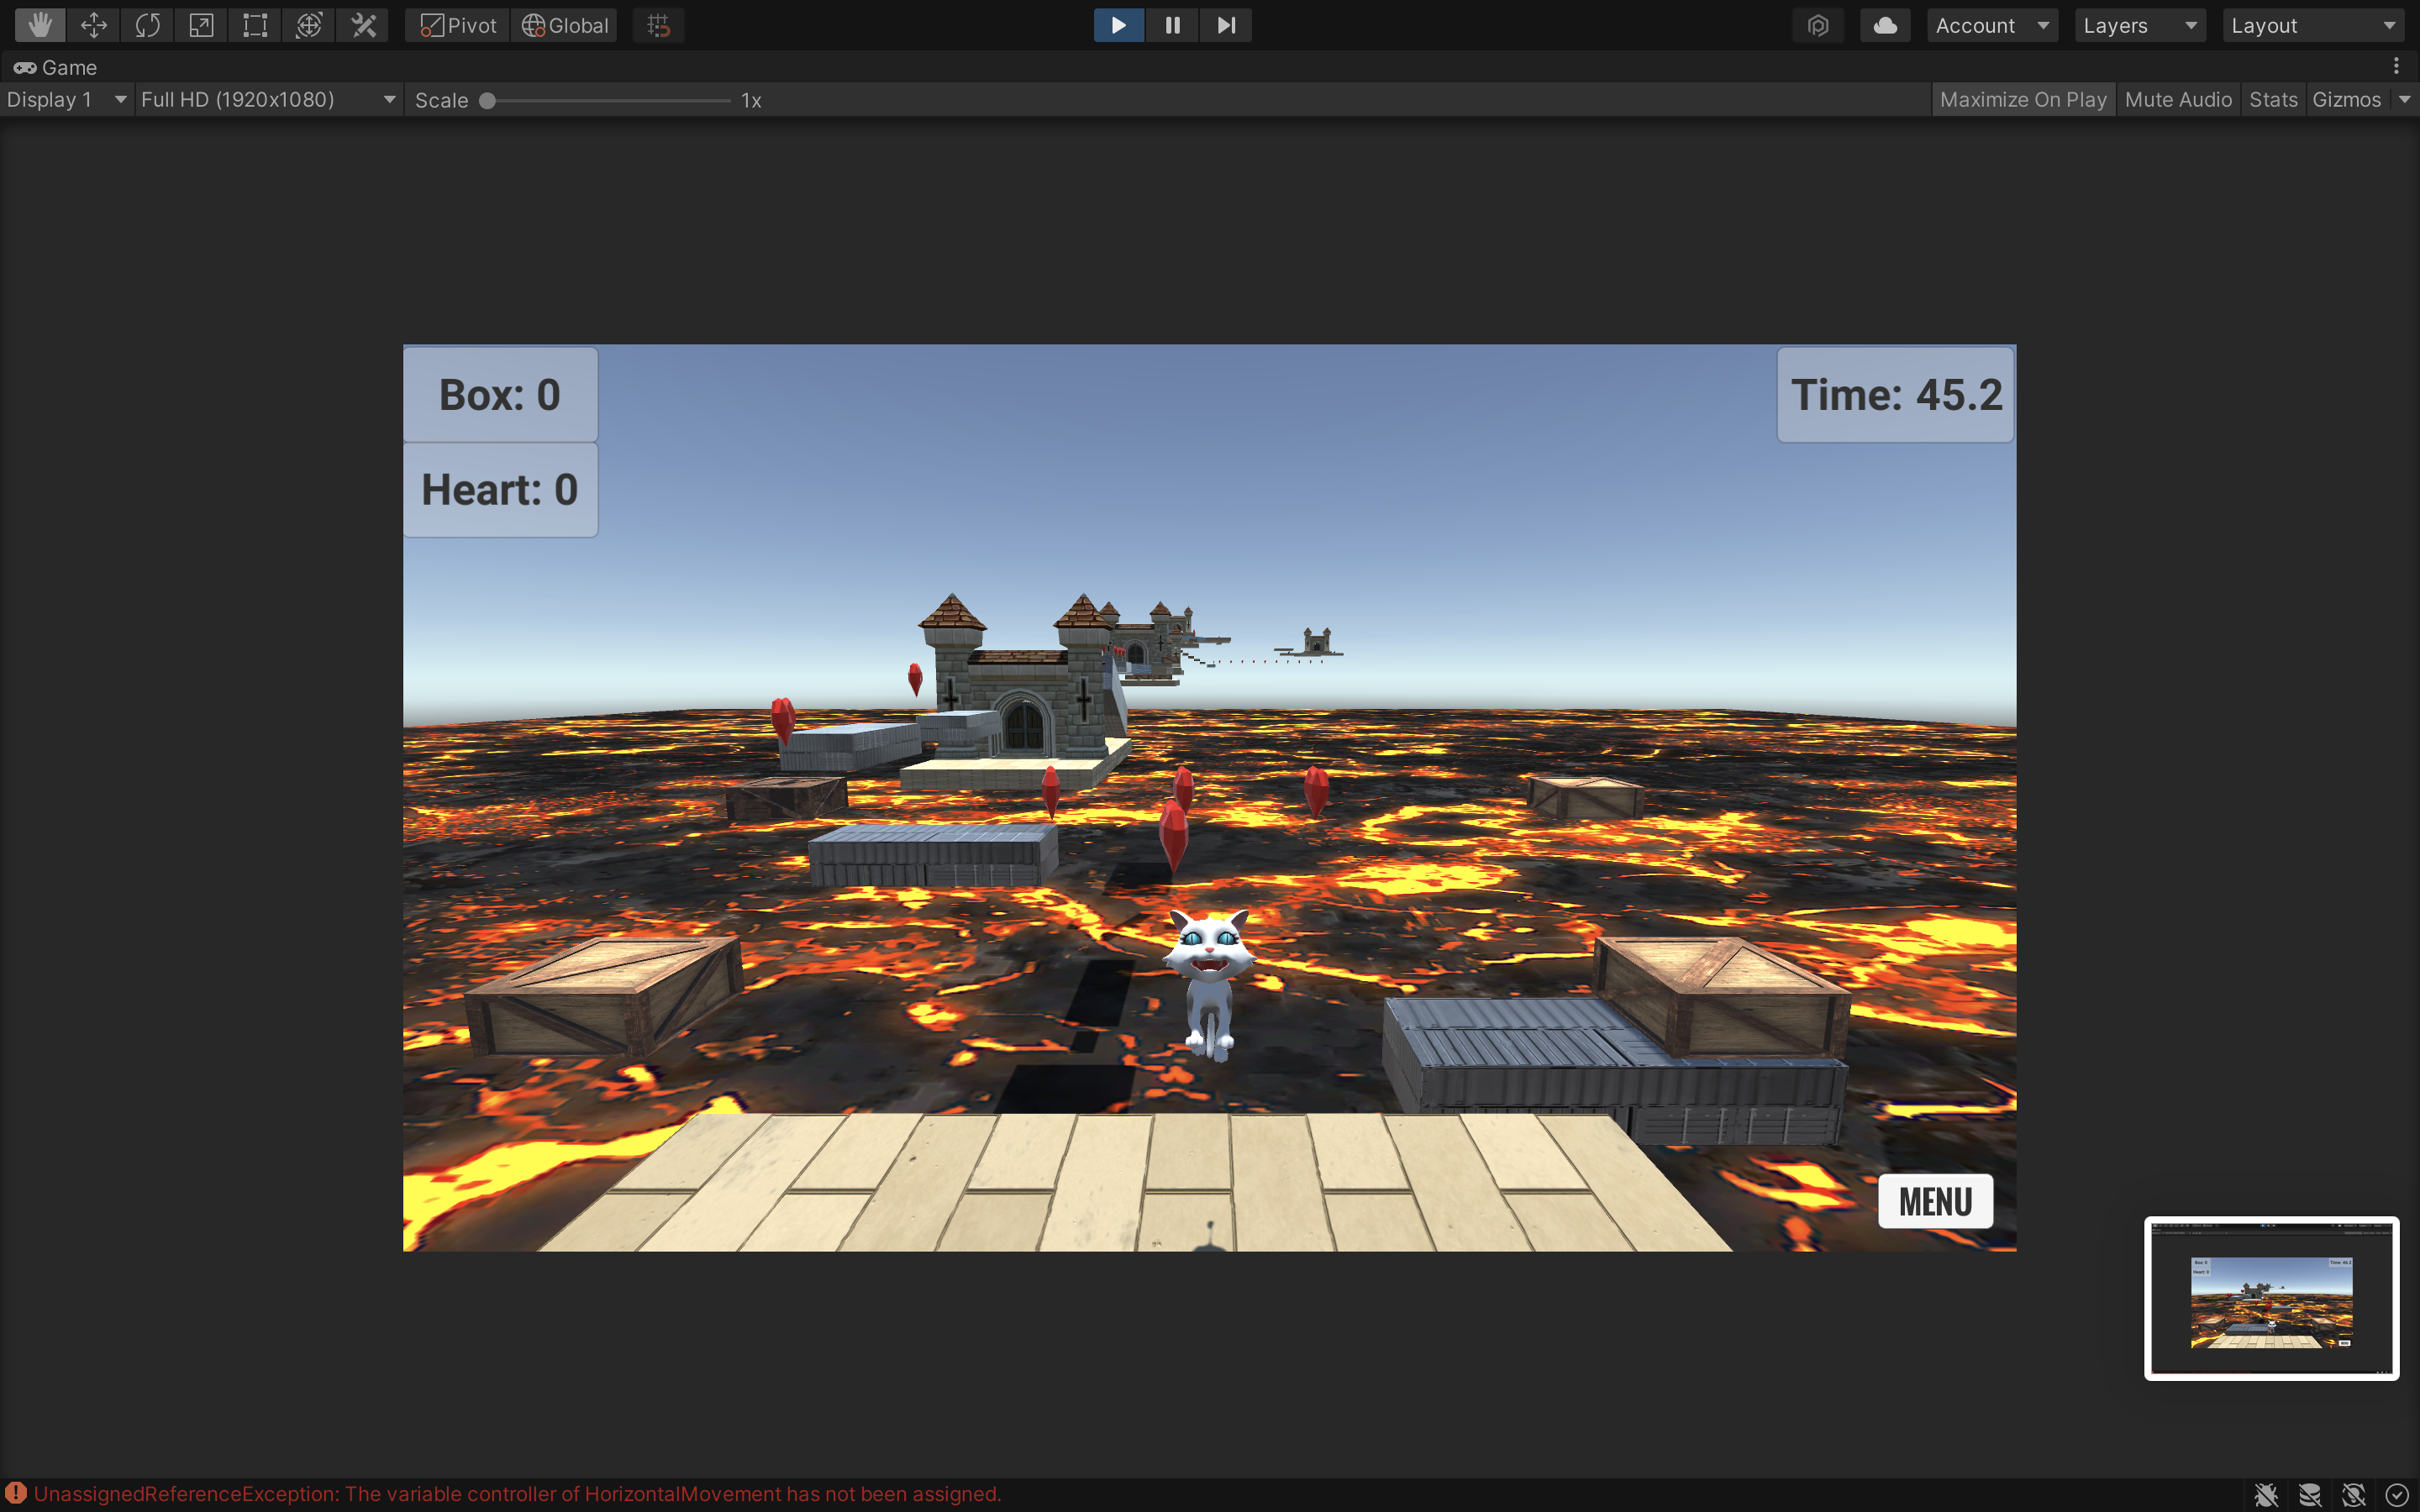 Pivot Global Account Layers Layout
Game
Display 1 Full HD (1920x1080) Scale 1x Maximize On Play Mute Audio Stats Gizmos
Box: 0 Time: 45.2
Heart: 0
MENU
UnassignedReferenceException: The variable controller of HorizontalMovement has not been assigned.